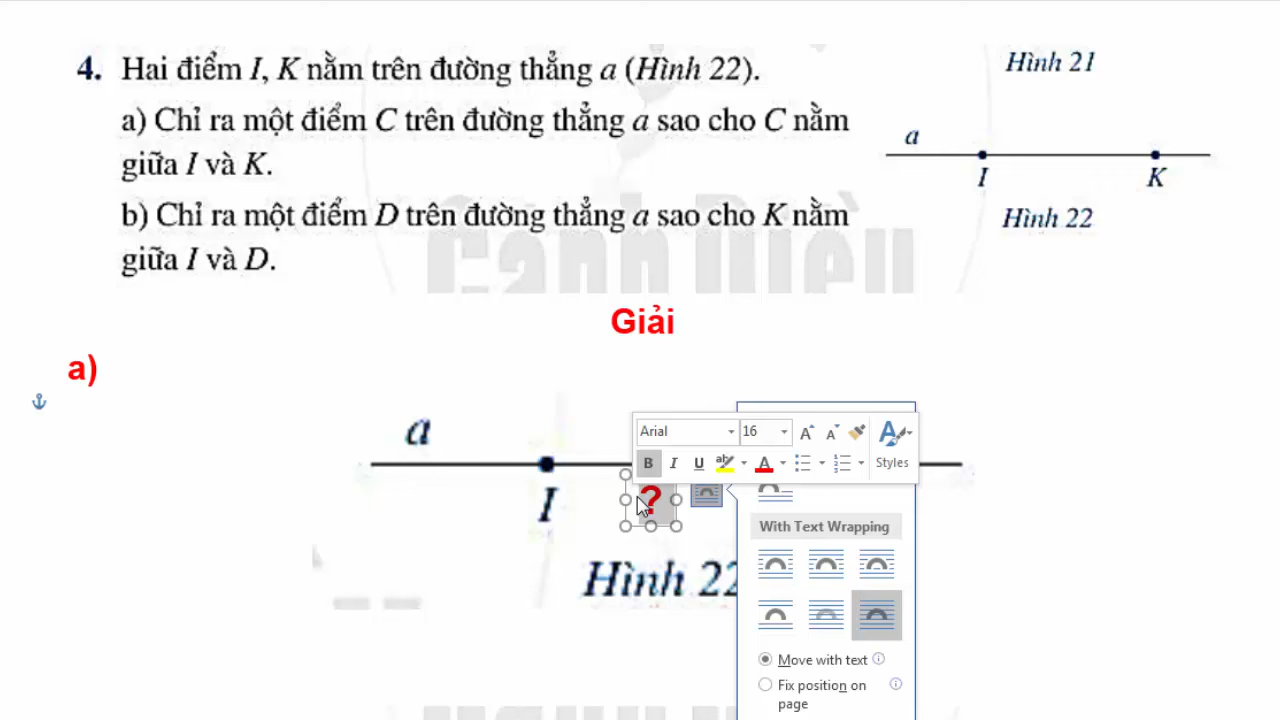 4. Hai điểm I, K nằm trên đường thẳng a (Hình 22).
a) Chỉ ra một điểm C trên đường thẳng a sao cho C nằm
giữa I và K.
b) Chỉ ra một điểm D trên đường thẳng a sao cho K nằm
giữa I và D.
Hình 21
a
I K
Hình 22
Cánh Diều
Giải
a)
a
I
?
Hình 22
Arial 16
B I U
Styles
With Text Wrapping
Move with text
Fix position on
page